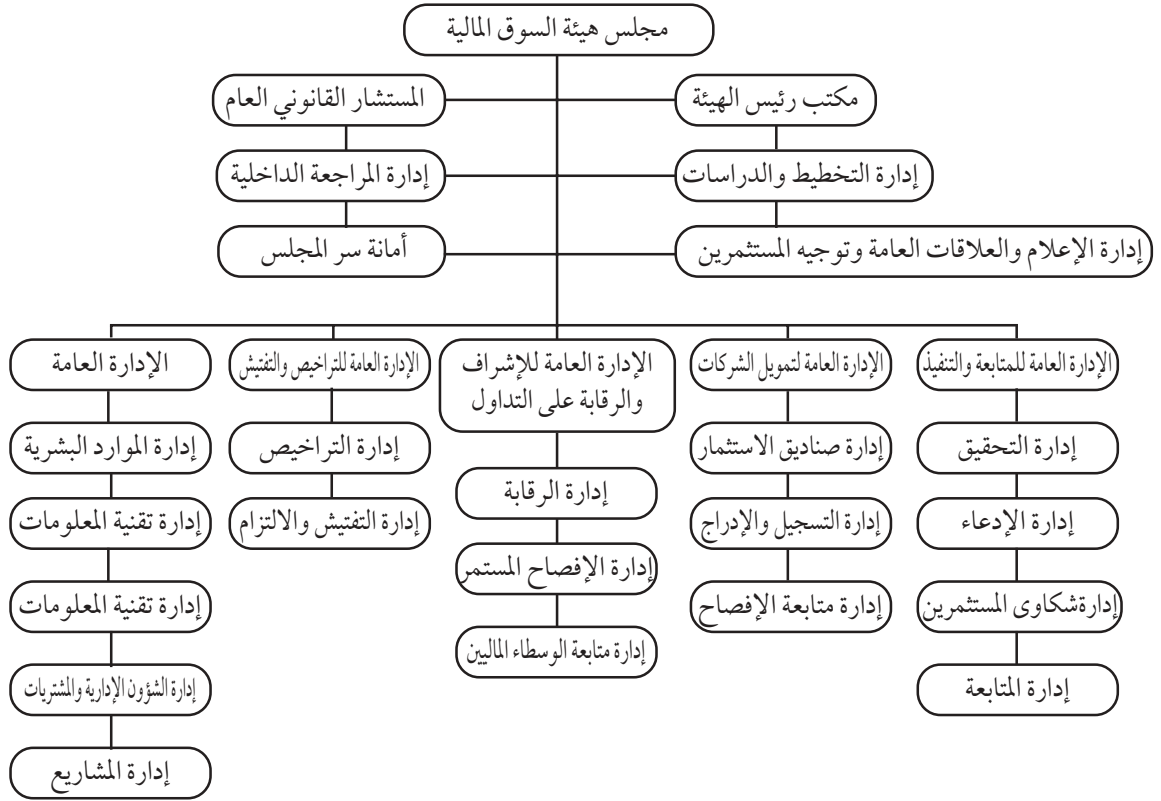 مجلس هيئة السوق المالية
مكتب رئيس الهيئة
المستشار القانوني العام
إدارة التخطيط والدراسات
إدارة المراجعة الداخلية
إدارة الإعلام والعلاقات العامة وتوجيه المستثمرين
أمانة سر المجلس
الإدارة العامة للمتابعة والتنفيذ
إدارة التحقيق
إدارة الإدعاء
إدارةشكاوى المستثمرين
إدارة المتابعة
الإدارة العامة لتمويل الشركات
إدارة صناديق الاستثمار
إدارة التسجيل والإدراج
إدارة متابعة الإفصاح
الإدارة العامة للإشراف
والرقابة على التداول
إدارة الرقابة
إدارة الإفصاح المستمر
إدارة متابعة الوسطاء الماليين
الإدارة العامة للتراخيص والتفتيش
إدارة التراخيص
إدارة التفتيش والالتزام
الإدارة العامة
إدارة الموارد البشرية
إدارة تقنية المعلومات
إدارة تقنية المعلومات
إدارة الشؤون الإدارية والمشتريات
إدارة المشاريع